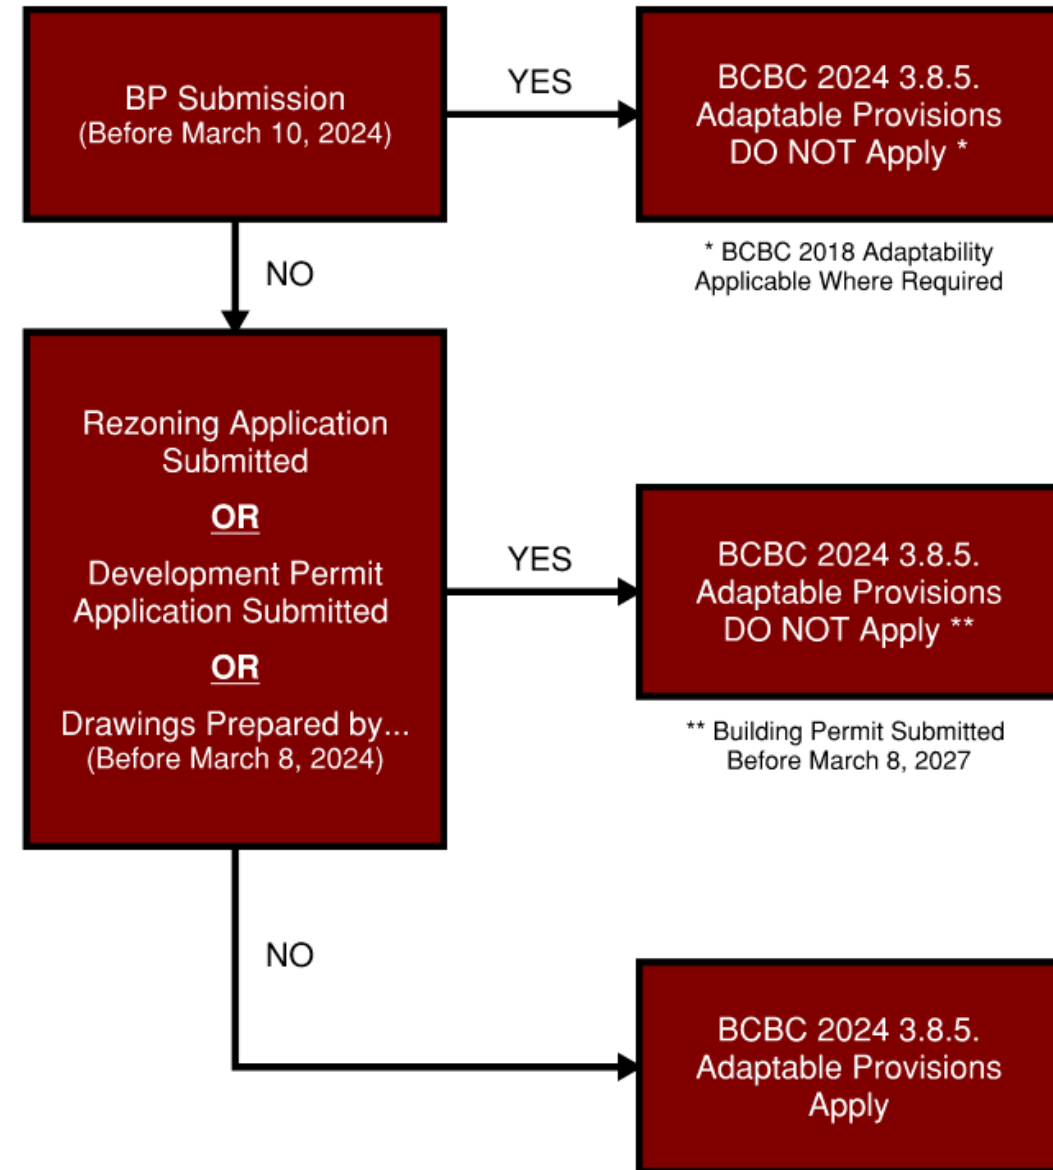 BP Submission
(Before March 10, 2024)
YES
BCBC 2024 3.8.5.
Adaptable Provisions
DO NOT Apply *
* BCBC 2018 Adaptability
Applicable Where Required
NO
Rezoning Application
Submitted
OR
Development Permit
Application Submitted
OR
Drawings Prepared by...
(Before March 8, 2024)
YES
BCBC 2024 3.8.5.
Adaptable Provisions
DO NOT Apply **
** Building Permit Submitted
Before March 8, 2027
NO
BCBC 2024 3.8.5.
Adaptable Provisions
Apply